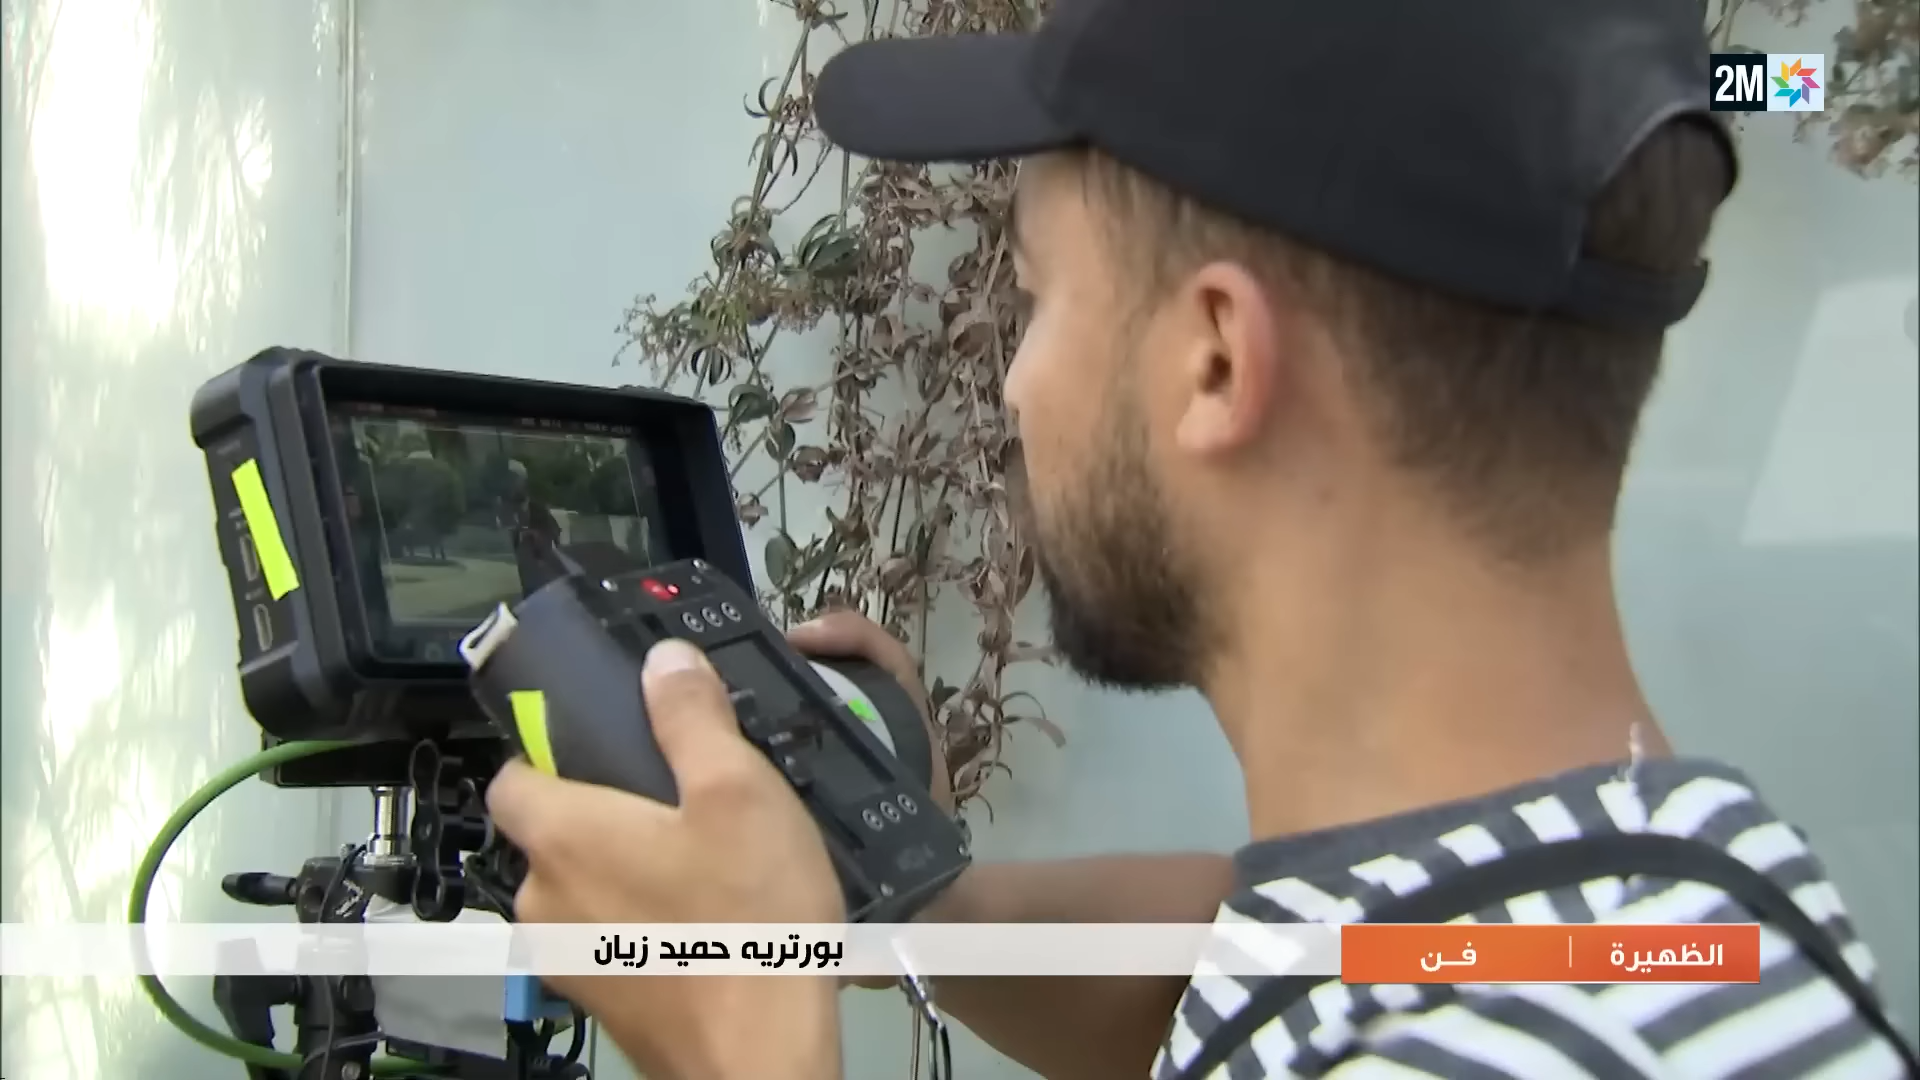 2M
الظهيرة
فـن
بورتريه حميد زيان